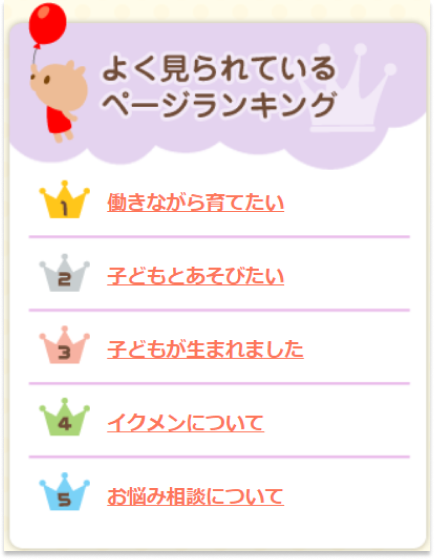 よく見られている
ページランキング
1 働きながら育てたい
2 子どもとあそびたい
3 子どもが生まれました
4 イクメンについて
5 お悩み相談について